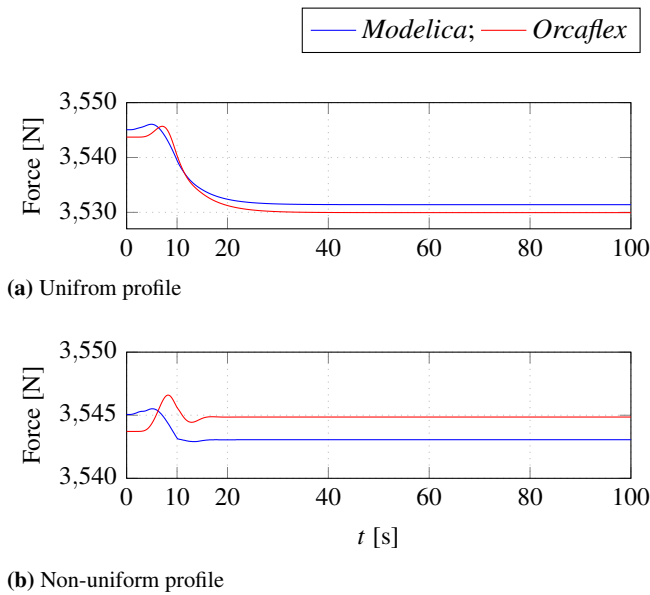 Modelica; Orcaflex
3,550
3,540
3,530
Force [N]
0 10 20 40 60 80 100
(a) Unifrom profile
3,550
3,545
3,540
Force [N]
0 10 20 40 60 80 100
t [s]
(b) Non-uniform profile